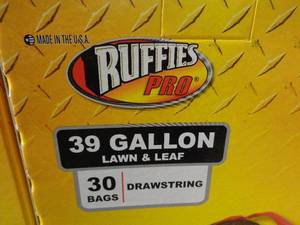 MADE IN THE U.S.A.
RUFFIES
PRO®
39 GALLON
LAWN & LEAF
30 BAGS
DRAWSTRING